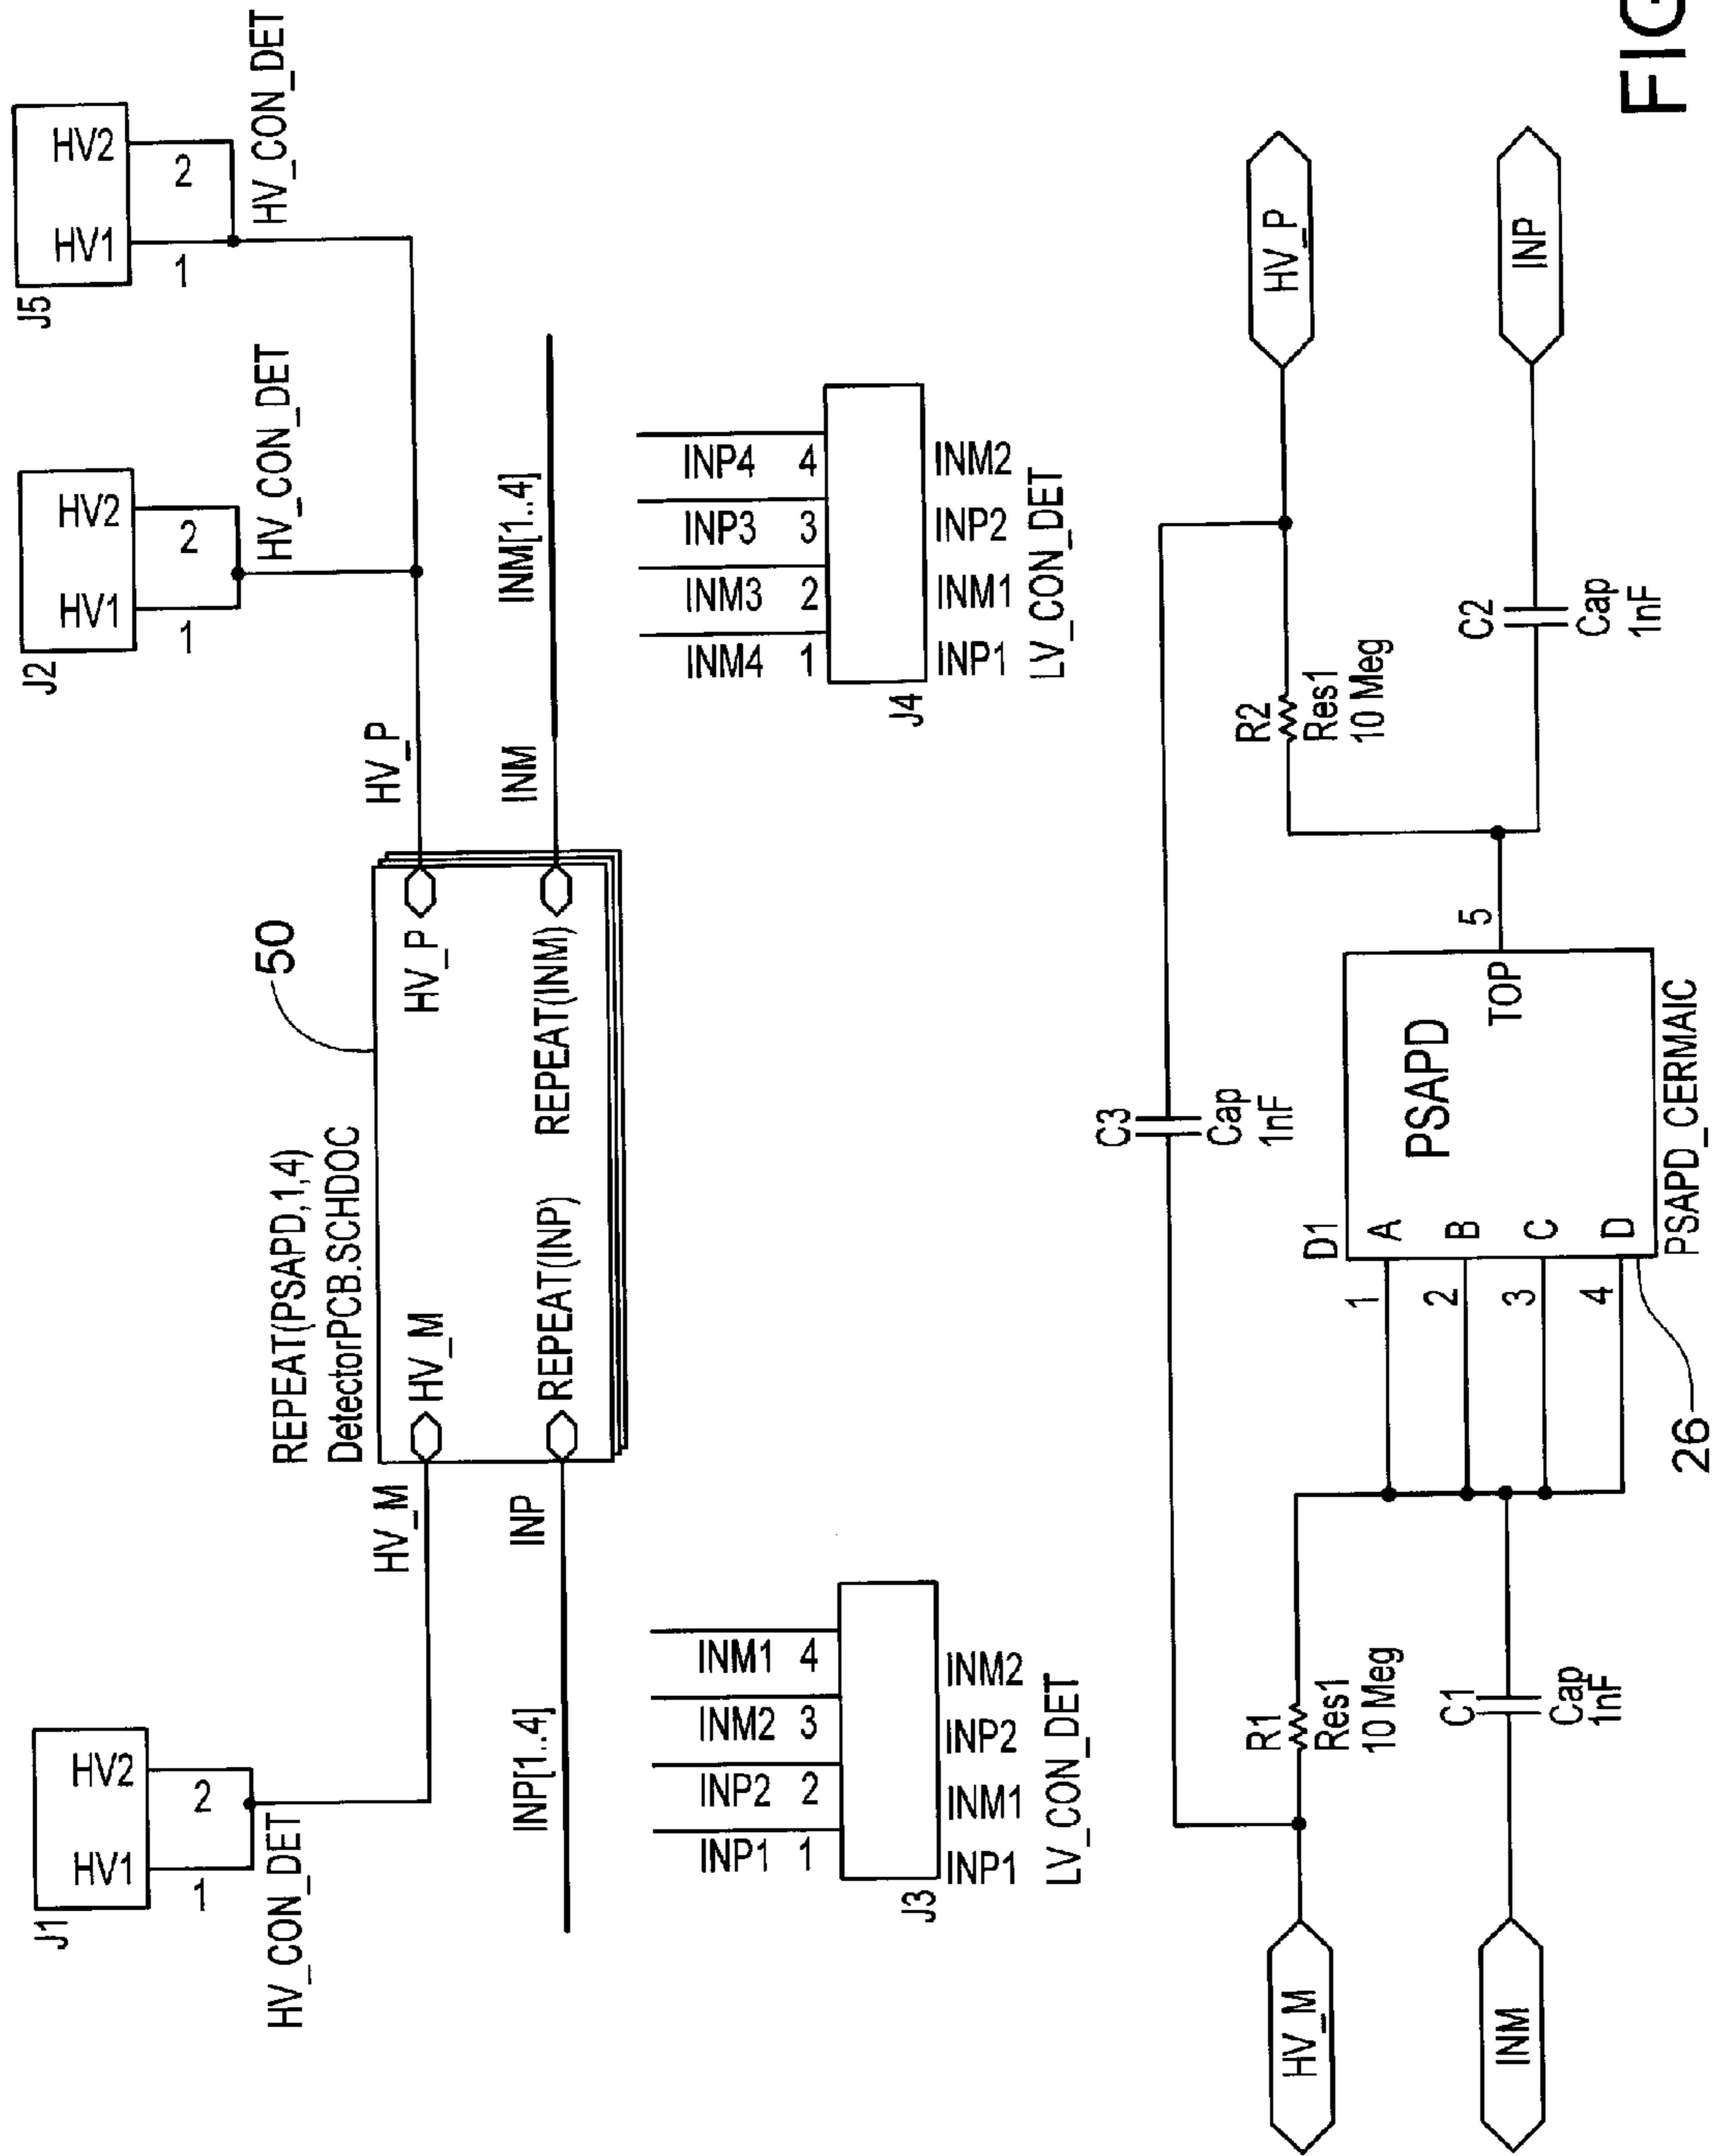 J1
HV1
HV2
1
2
HV_CON_DET
HV_M
INP[1..4]
INP
REPEAT(PSAPD,1,4)
DetectorPCB.SCHDOC
50
HV_M
HV_P
REPEAT(INP)
REPEAT(INM)
HV_P
INM
INM[1..4]
J2
HV1
HV2
1
2
HV_CON_DET
J5
HV1
HV2
1
2
HV_CON_DET
J3
INP1 1
INP2 2
INM2 3
INM1 4
INP1
INM1
INP2
INM2
LV_CON_DET
J4
INM4 1
INM3 2
INP3 3
INP4 4
INP1
INM1
INP2
INM2
LV_CON_DET
HV_M
INM
R1
Res1
10 Meg
C1
Cap
1nF
C3
Cap
1nF
D1
1
2
3
4
A
B
C
D
PSAPD
TOP
5
PSAPD_CERMAIC
26
R2
Res1
10 Meg
C2
Cap
1nF
HV_P
INP
FIG